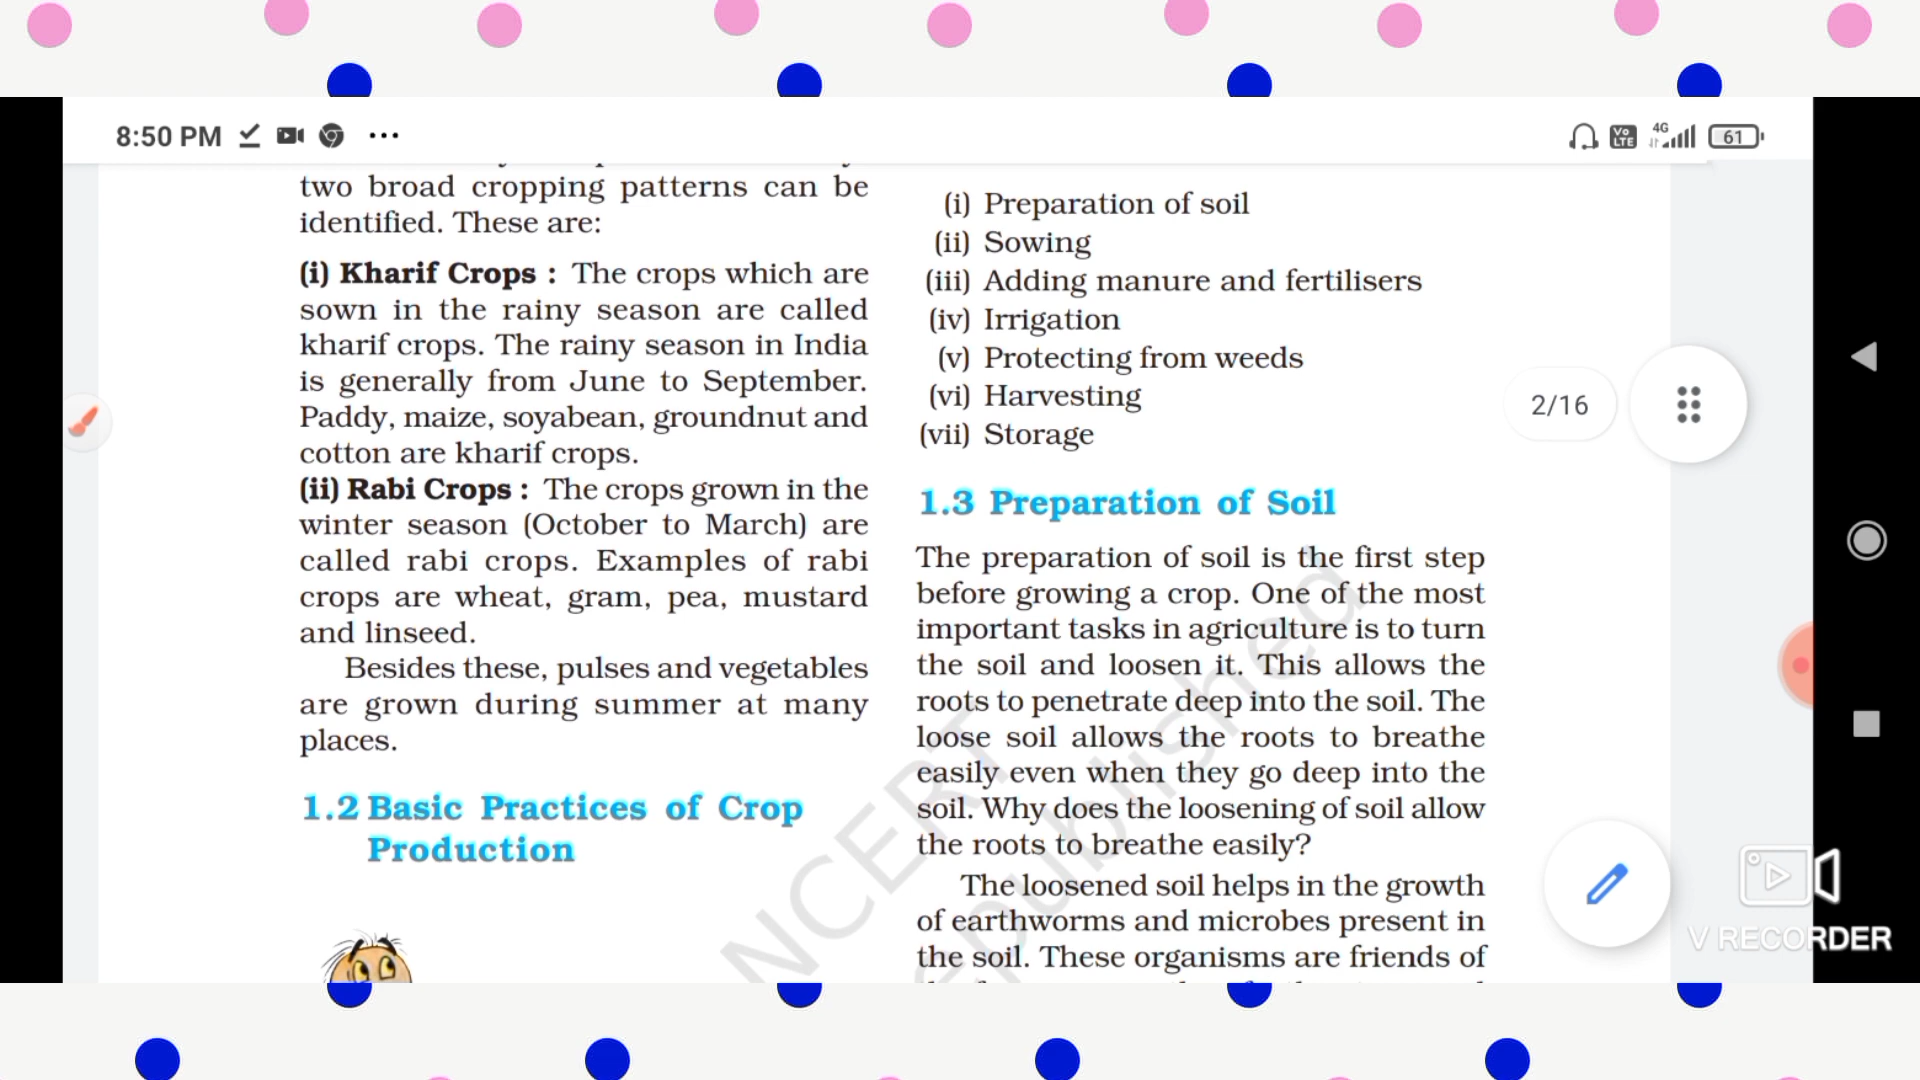 8:50 PM
4G
Vo
LTE
61
two broad cropping patterns can be
identified. These are:
(i) Kharif Crops : The crops which are
sown in the rainy season are called
kharif crops. The rainy season in India
is generally from June to September.
Paddy, maize, soyabean, groundnut and
cotton are kharif crops.
(ii) Rabi Crops : The crops grown in the
winter season (October to March) are
called rabi crops. Examples of rabi
crops are wheat, gram, pea, mustard
and linseed.
Besides these, pulses and vegetables
are grown during summer at many
places.
1.2 Basic Practices of Crop
Production
(i) Preparation of soil
(ii) Sowing
(iii) Adding manure and fertilisers
(iv) Irrigation
(v) Protecting from weeds
(vi) Harvesting
(vii) Storage
1.3 Preparation of Soil
The preparation of soil is the first step
before growing a crop. One of the most
important tasks in agriculture is to turn
the soil and loosen it. This allows the
roots to penetrate deep into the soil. The
loose soil allows the roots to breathe
easily even when they go deep into the
soil. Why does the loosening of soil allow
the roots to breathe easily?
The loosened soil helps in the growth
of earthworms and microbes present in
the soil. These organisms are friends of
2/16
NCERT
epublished
V RECORDER